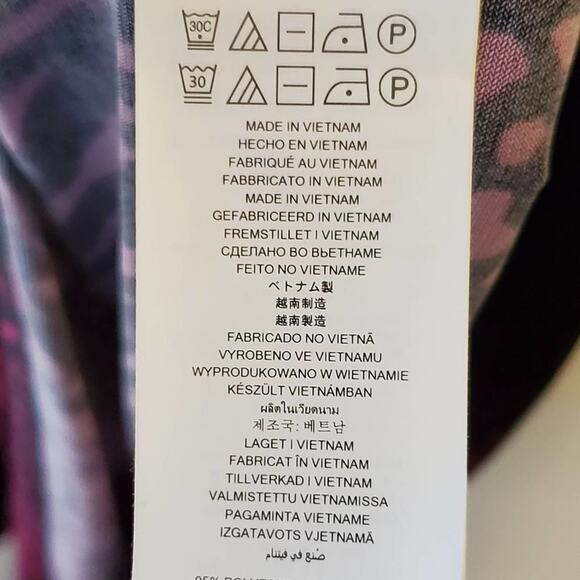 30C P
30 P
MADE IN VIETNAM
HECHO EN VIETNAM
FABRIQUÉ AU VIETNAM
FABBRICATO IN VIETNAM
MADE IN VIETNAM
GEFABRICEERD IN VIETNAM
FREMSTILLET I VIETNAM
СДЕЛАНО ВО ВЬЕТНАМЕ
FEITO NO VIETNAME
ベトナム製
越南制造
越南製造
FABRICADO NO VIETNÃ
VYROBENO VE VIETNAMU
WYPRODUKOWANO W WIETNAMIE
KÉSZÜLT VIETNÁMBAN
ผลิตในเวียดนาม
제조국: 베트남
LAGET I VIETNAM
FABRICAT ÎN VIETNAM
TILLVERKAD I VIETNAM
VALMISTETTU VIETNAMISSA
PAGAMINTA VIETNAME
IZGATAVOTS VJETNAMĀ
صُنع في فيتنام